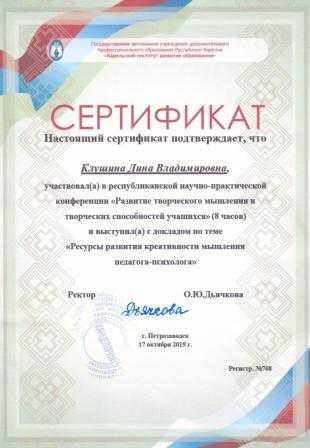 Государственное автономное учреждение дополнительного
профессионального образования Республики Карелия
«Карельский институт развития образования»
СЕРТИФИКАТ
Настоящий сертификат подтверждает, что
Клушина Дина Владимировна,
участвовал(а) в республиканской научно-практической
конференции «Развитие творческого мышления и
творческих способностей учащихся» (8 часов)
и выступил(а) с докладом по теме
«Ресурсы развития креативности мышления
педагога-психолога»
Ректор О.Ю.Дьячкова
Дьячкова
г. Петрозаводск
17 октября 2019 г.
Регистр. №768